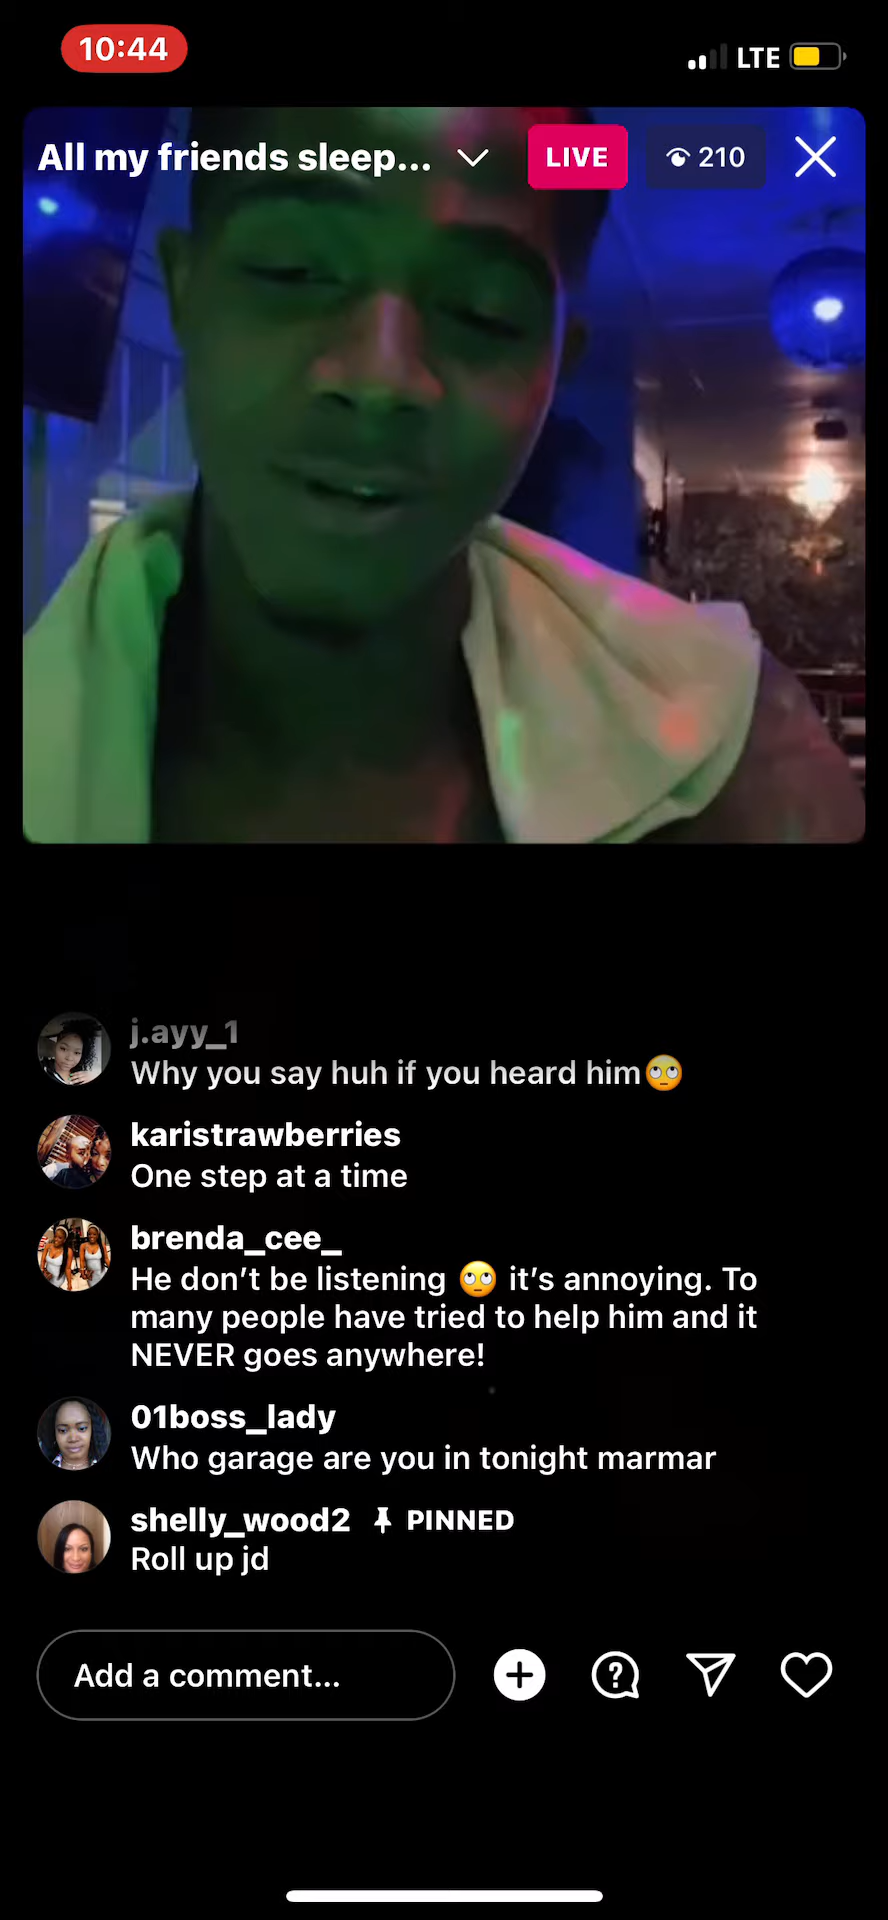 10:44
LTE
All my friends sleep...
LIVE
210
j.ayy_1
Why you say huh if you heard him🙄
karistrawberries
One step at a time
brenda_cee_
He don’t be listening 🙄 it’s annoying. To
many people have tried to help him and it
NEVER goes anywhere!
01boss_lady
Who garage are you in tonight marmar
shelly_wood2 PINNED
Roll up jd
Add a comment...